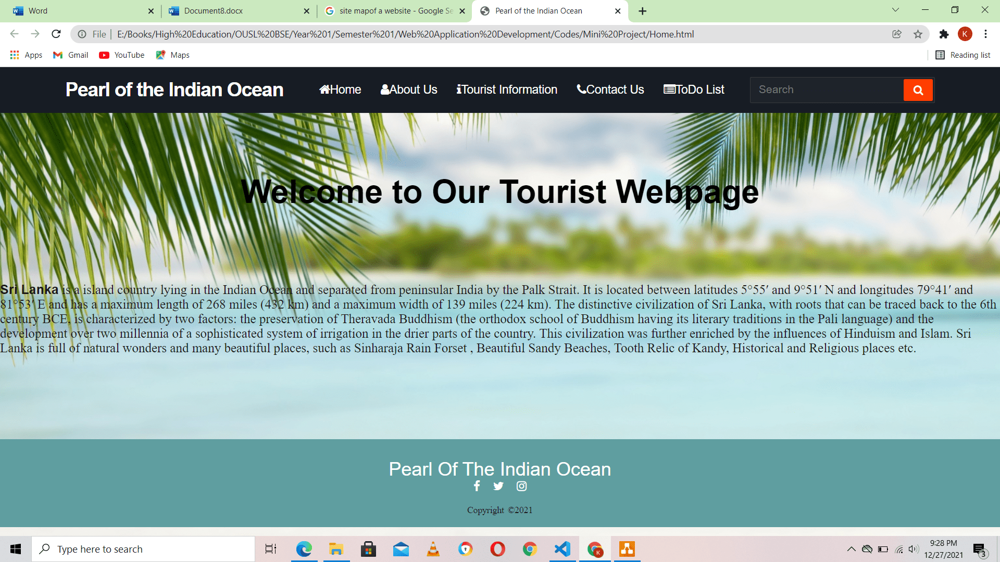 Word
Document8.docx
site mapof a website - Google Se
Pearl of the Indian Ocean
File
E:/Books/High%20Education/OUSL%20BSE/Year%201/Semester%201/Web%20Application%20Development/Codes/Mini%20Project/Home.html
K
Apps
Gmail
YouTube
Maps
Reading list
Pearl of the Indian Ocean
Home
About Us
Tourist Information
Contact Us
ToDo List
Search
Welcome to Our Tourist Webpage
Sri Lanka is a island country lying in the Indian Ocean and separated from peninsular India by the Palk Strait. It is located between latitudes 5°55′ and 9°51′ N and longitudes 79°41′ and
81°53′ E and has a maximum length of 268 miles (432 km) and a maximum width of 139 miles (224 km). The distinctive civilization of Sri Lanka, with roots that can be traced back to the 6th
century BCE, is characterized by two factors: the preservation of Theravada Buddhism (the orthodox school of Buddhism having its literary traditions in the Pali language) and the
development over two millennia of a sophisticated system of irrigation in the drier parts of the country. This civilization was further enriched by the influences of Hinduism and Islam. Sri
Lanka is full of natural wonders and many beautiful places, such as Sinharaja Rain Forset , Beautiful Sandy Beaches, Tooth Relic of Kandy, Historical and Religious places etc.
Pearl Of The Indian Ocean
Copyright ©2021
Type here to search
K
9:28 PM
12/27/2021
3